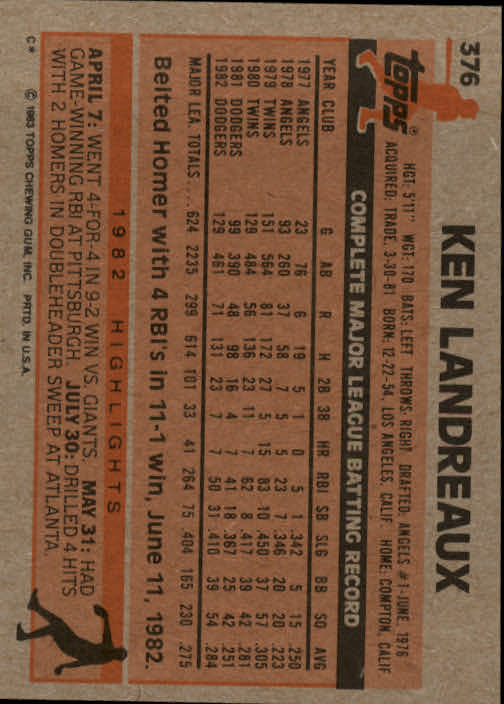 376
topps®
KEN LANDREAUX
HGT: 5'11" WGT: 170 BATS: LEFT THROWS: RIGHT DRAFTED: ANGELS #1-JUNE, 1976
ACQUIRED: TRADE, 3-30-81 BORN: 12-22-54, LOS ANGELES, CALIF HOME: COMPTON, CALIF
COMPLETE MAJOR LEAGUE BATTING RECORD
YEAR CLUB G AB R H 2B 3B HR RBI SB SLG BB SO AVG
1977 ANGELS 23 76 6 19 5 1 0 5 1 .342 5 15 .250
1978 ANGELS 93 260 37 58 7 5 5 23 7 .346 20 20 .223
1979 TWINS 151 564 81 172 27 5 15 83 10 .450 37 57 .305
1980 TWINS 129 484 56 136 23 11 7 62 8 .417 39 42 .281
1981 DODGERS 99 390 48 98 16 4 7 41 18 .367 25 42 .251
1982 DODGERS 129 461 71 131 23 7 7 50 31 .410 39 54 .284
MAJOR LEA. TOTALS.... 624 2235 299 614 101 33 41 264 75 .404 165 230 .275
Belted Homer with 4 RBI's in 11-1 win, June 11, 1982.
1982 HIGHLIGHTS
APRIL 7: WENT 4-FOR-4 IN 9-2 WIN VS. GIANTS. MAY 31: HAD
GAME-WINNING RBI AT PITTSBURGH. JULY 30: DRILLED 4 HITS
WITH 2 HOMERS IN DOUBLEHEADER SWEEP AT ATLANTA.
C* © 1983 TOPPS CHEWING GUM, INC. PRTD. IN U.S.A.